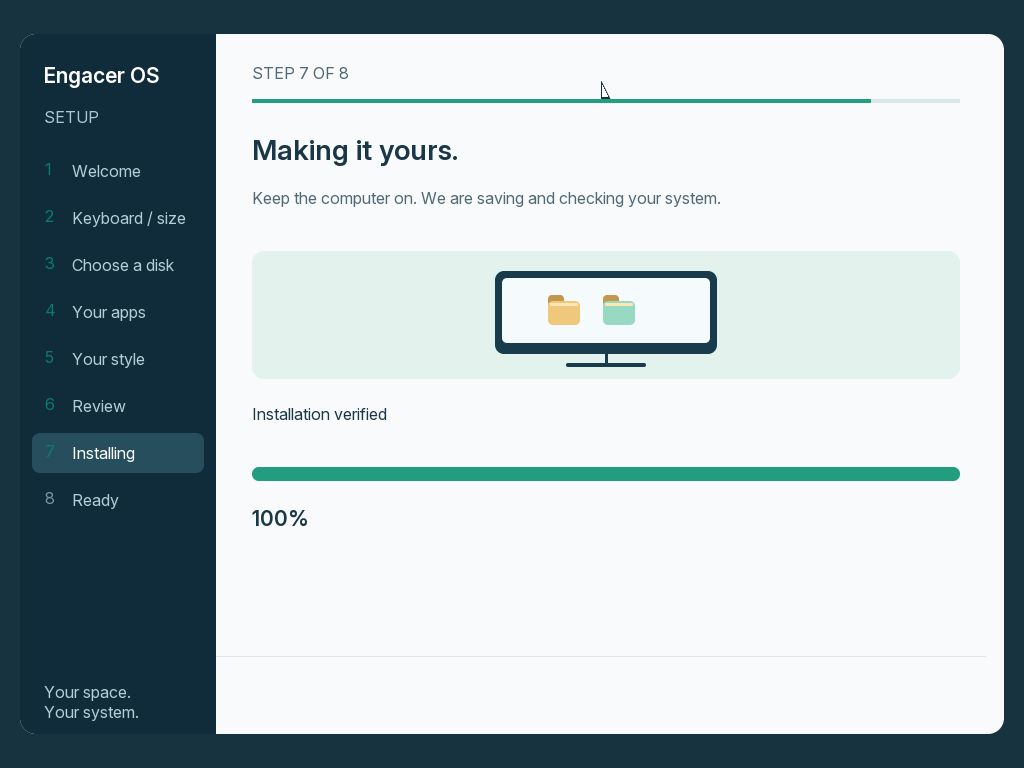 Engacer OS
SETUP
1 Welcome
2 Keyboard / size
3 Choose a disk
4 Your apps
5 Your style
6 Review
7 Installing
8 Ready
Your space.
Your system.
STEP 7 OF 8
Making it yours.
Keep the computer on. We are saving and checking your system.
Installation verified
100%